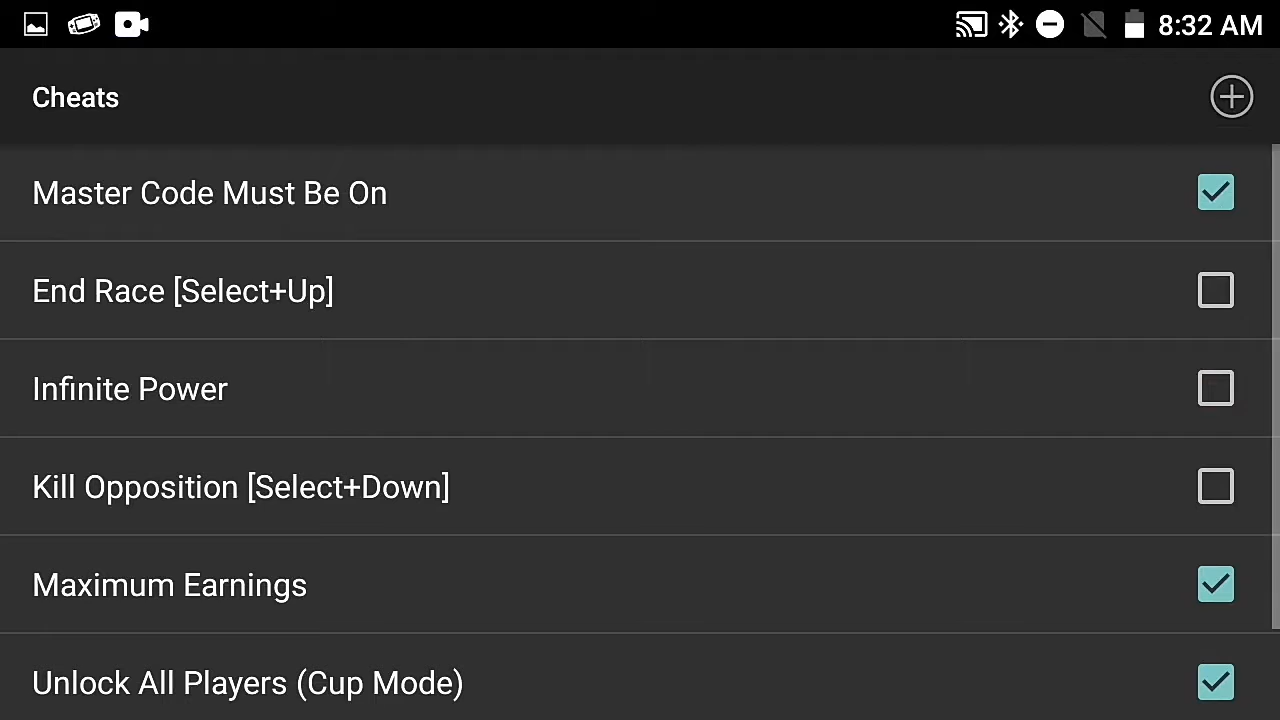 8:32 AM
Cheats
Master Code Must Be On
End Race [Select+Up]
Infinite Power
Kill Opposition [Select+Down]
Maximum Earnings
Unlock All Players (Cup Mode)